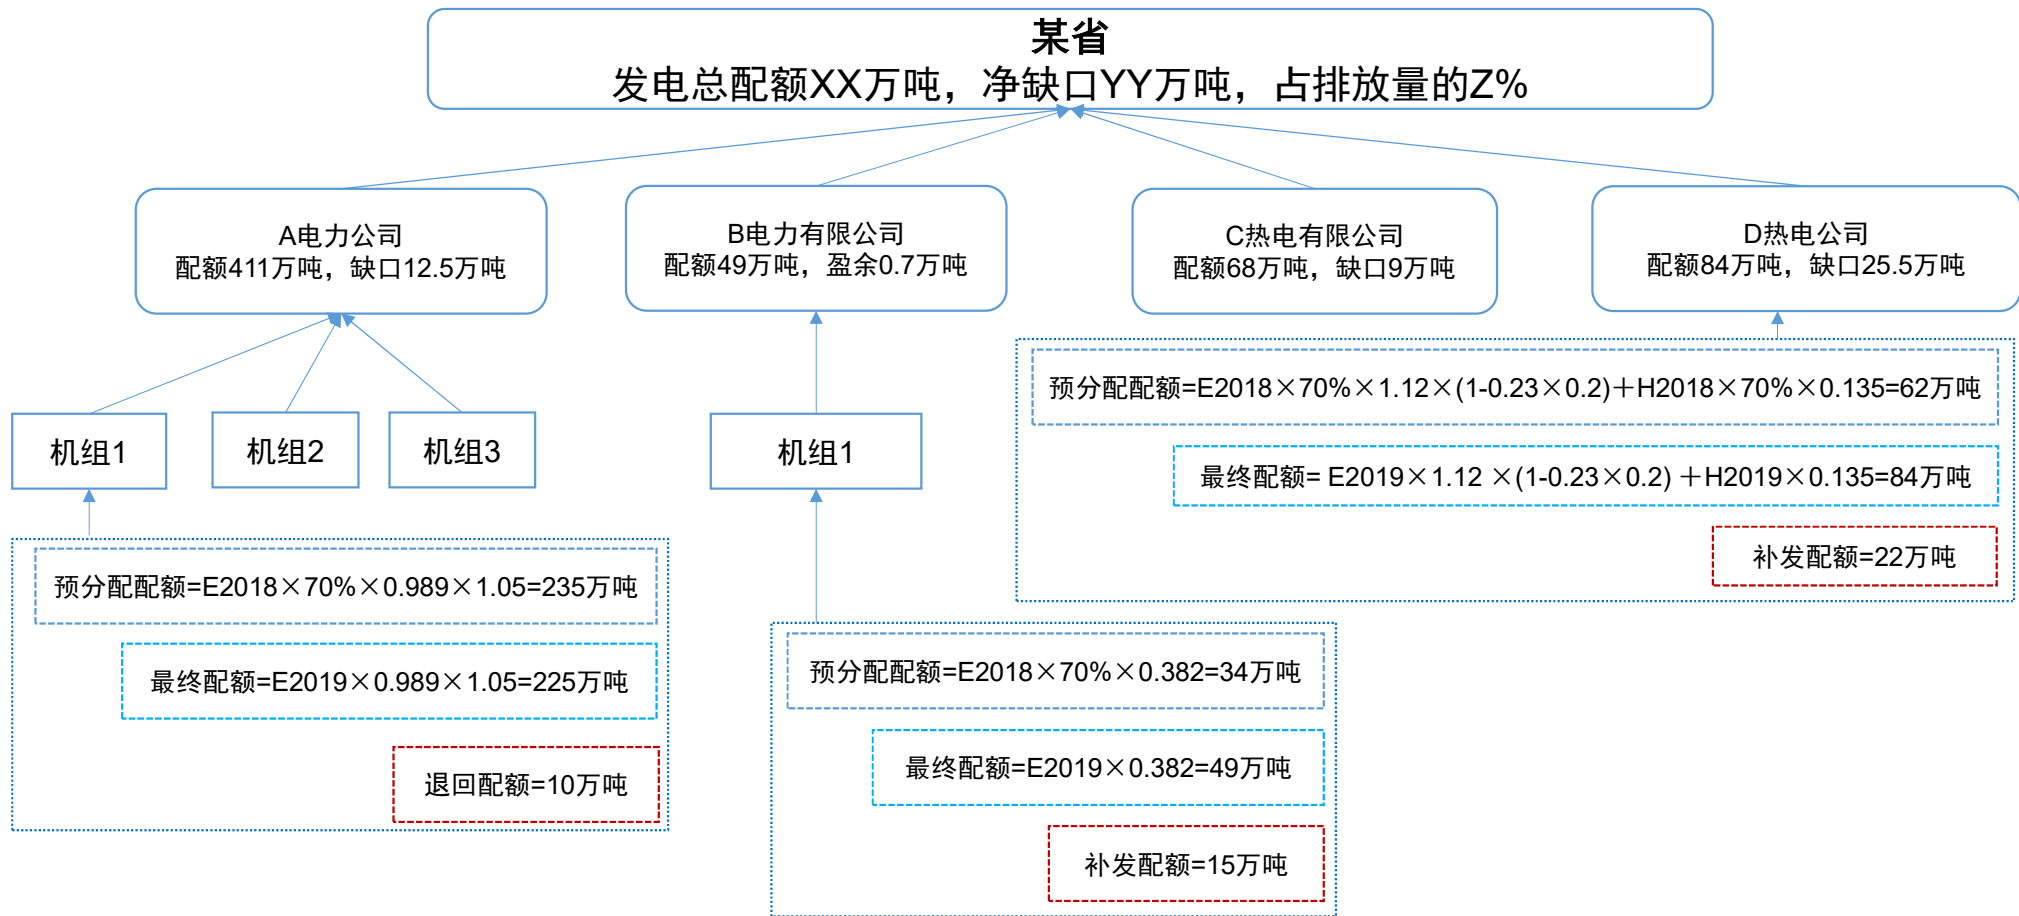 某省
发电总配额XX万吨，净缺口YY万吨，占排放量的Z%
A电力公司
配额411万吨，缺口12.5万吨
B电力有限公司
配额49万吨，盈余0.7万吨
C热电有限公司
配额68万吨，缺口9万吨
D热电公司
配额84万吨，缺口25.5万吨
机组1
机组2
机组3
机组1
预分配配额=E2018×70%×1.12×(1-0.23×0.2)＋H2018×70%×0.135=62万吨
最终配额= E2019×1.12 ×(1-0.23×0.2) ＋H2019×0.135=84万吨
补发配额=22万吨
预分配配额=E2018×70%×0.989×1.05=235万吨
最终配额=E2019×0.989×1.05=225万吨
退回配额=10万吨
预分配配额=E2018×70%×0.382=34万吨
最终配额=E2019×0.382=49万吨
补发配额=15万吨